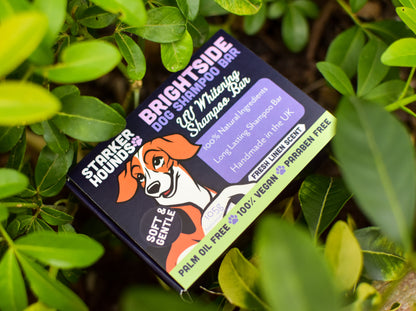 STARKER
HOUNDS
BRIGHTSIDE
DOG SHAMPOO BAR
UV Whitening
Shampoo Bar
100% Natural Ingredients
Long Lasting Shampoo Bar
Handmade in the UK
FRESH LINEN SCENT
SOFT &
GENTLE
PALM OIL FREE 100% VEGAN PARABEN FREE